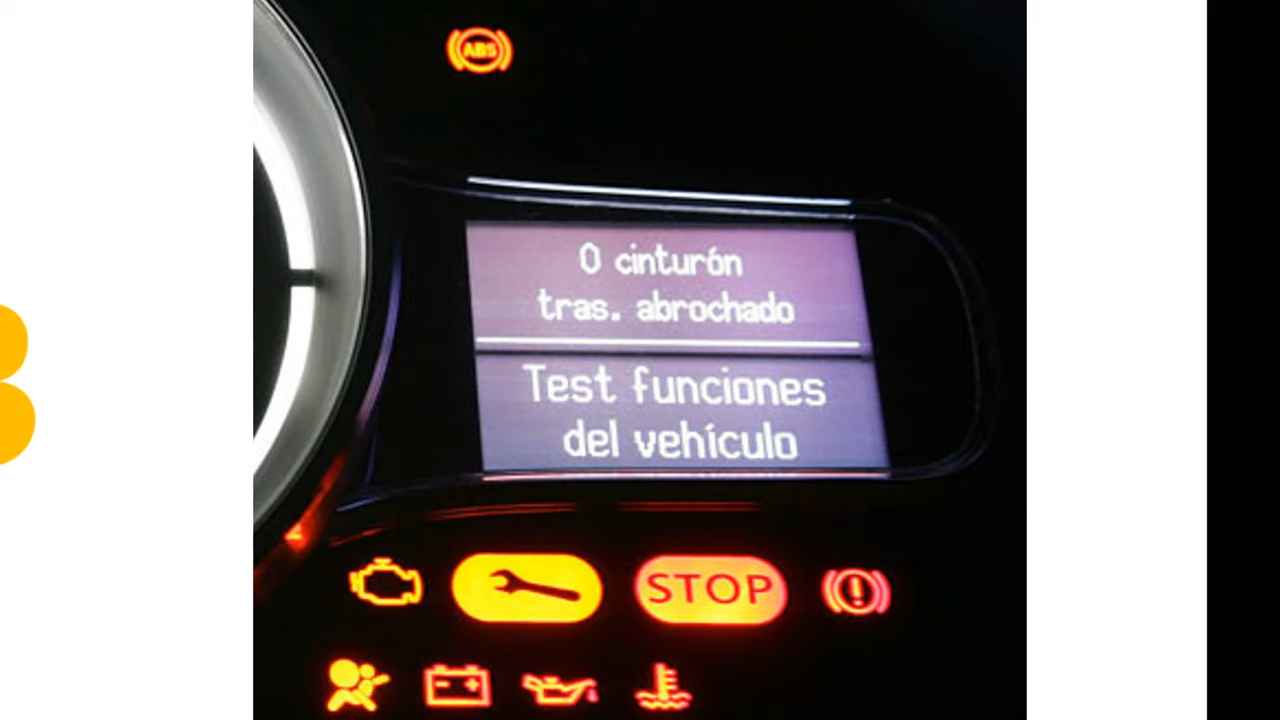 ABS
0 cinturón
tras. abrochado
Test funciones
del vehículo
STOP